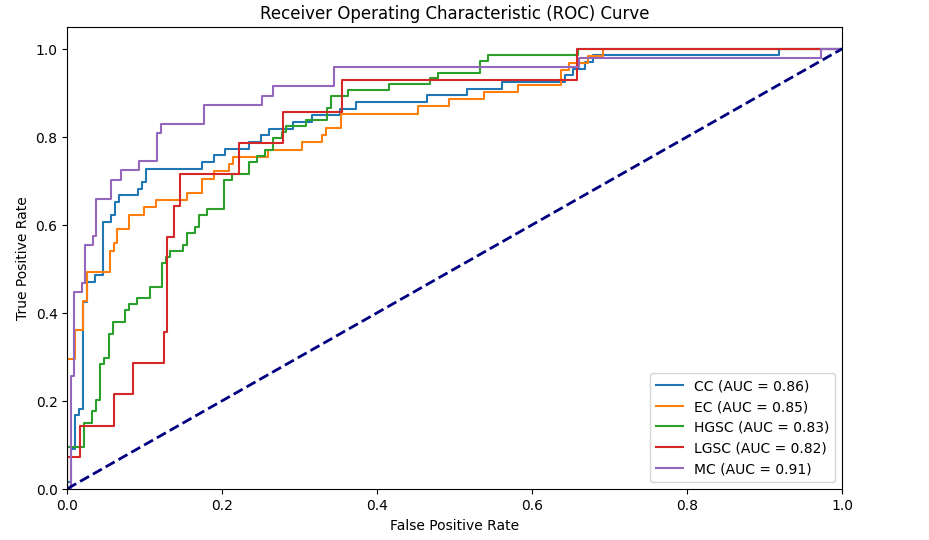 Receiver Operating Characteristic (ROC) Curve
True Positive Rate
1.0
0.8
0.6
0.4
0.2
0.0
CC (AUC = 0.86)
EC (AUC = 0.85)
HGSC (AUC = 0.83)
LGSC (AUC = 0.82)
MC (AUC = 0.91)
0.0 0.2 0.4 0.6 0.8 1.0
False Positive Rate